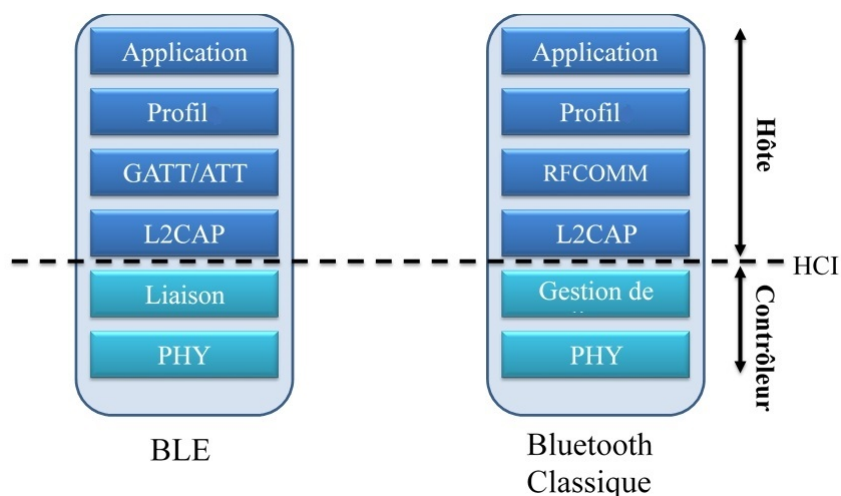 Application
Profil
GATT/ATT
L2CAP
Liaison
PHY
BLE
Application
Profil
RFCOMM
L2CAP
Gestion de
PHY
Bluetooth
Classique
Hôte
HCI
Contrôleur